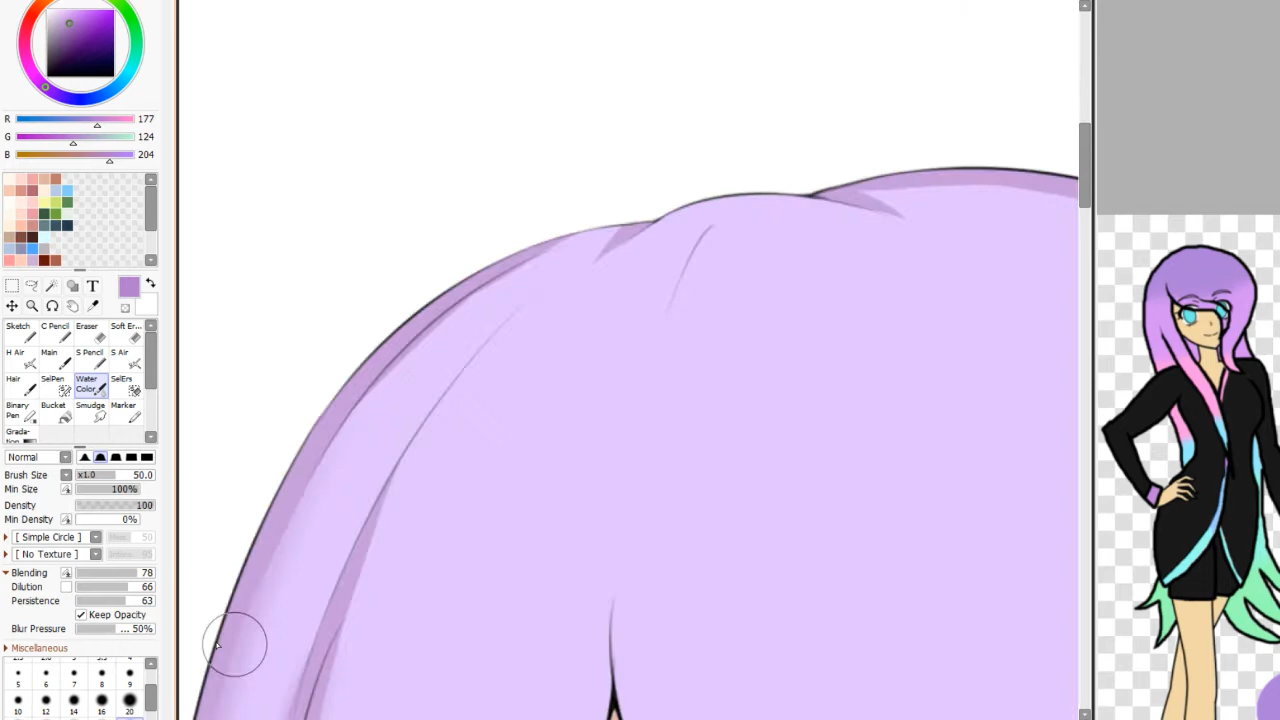 R 177
G 124
B 204
T
Sketch C Pencil Eraser Soft Er...
H Air Main S Pencil S Air
Hair SelPen Water Color SelErs
Binary Pen Bucket Smudge Marker
Grada-tion
Normal
Brush Size x1.0 50.0
Min Size 100%
Density 100
Min Density 0%
[ Simple Circle ] 50
[ No Texture ] 95
Blending 78
Dilution 66
Persistence 63
Keep Opacity
Blur Pressure ... 50%
Miscellaneous
5 6 7 8 9
10 12 14 16 20